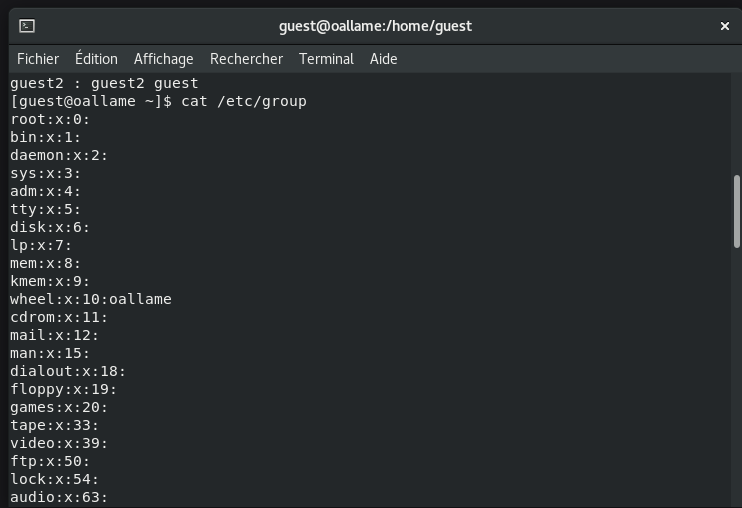 guest@oallame:/home/guest
Fichier Édition Affichage Rechercher Terminal Aide
guest2 : guest2 guest
[guest@oallame ~]$ cat /etc/group
root:x:0:
bin:x:1:
daemon:x:2:
sys:x:3:
adm:x:4:
tty:x:5:
disk:x:6:
lp:x:7:
mem:x:8:
kmem:x:9:
wheel:x:10:oallame
cdrom:x:11:
mail:x:12:
man:x:15:
dialout:x:18:
floppy:x:19:
games:x:20:
tape:x:33:
video:x:39:
ftp:x:50:
lock:x:54:
audio:x:63: